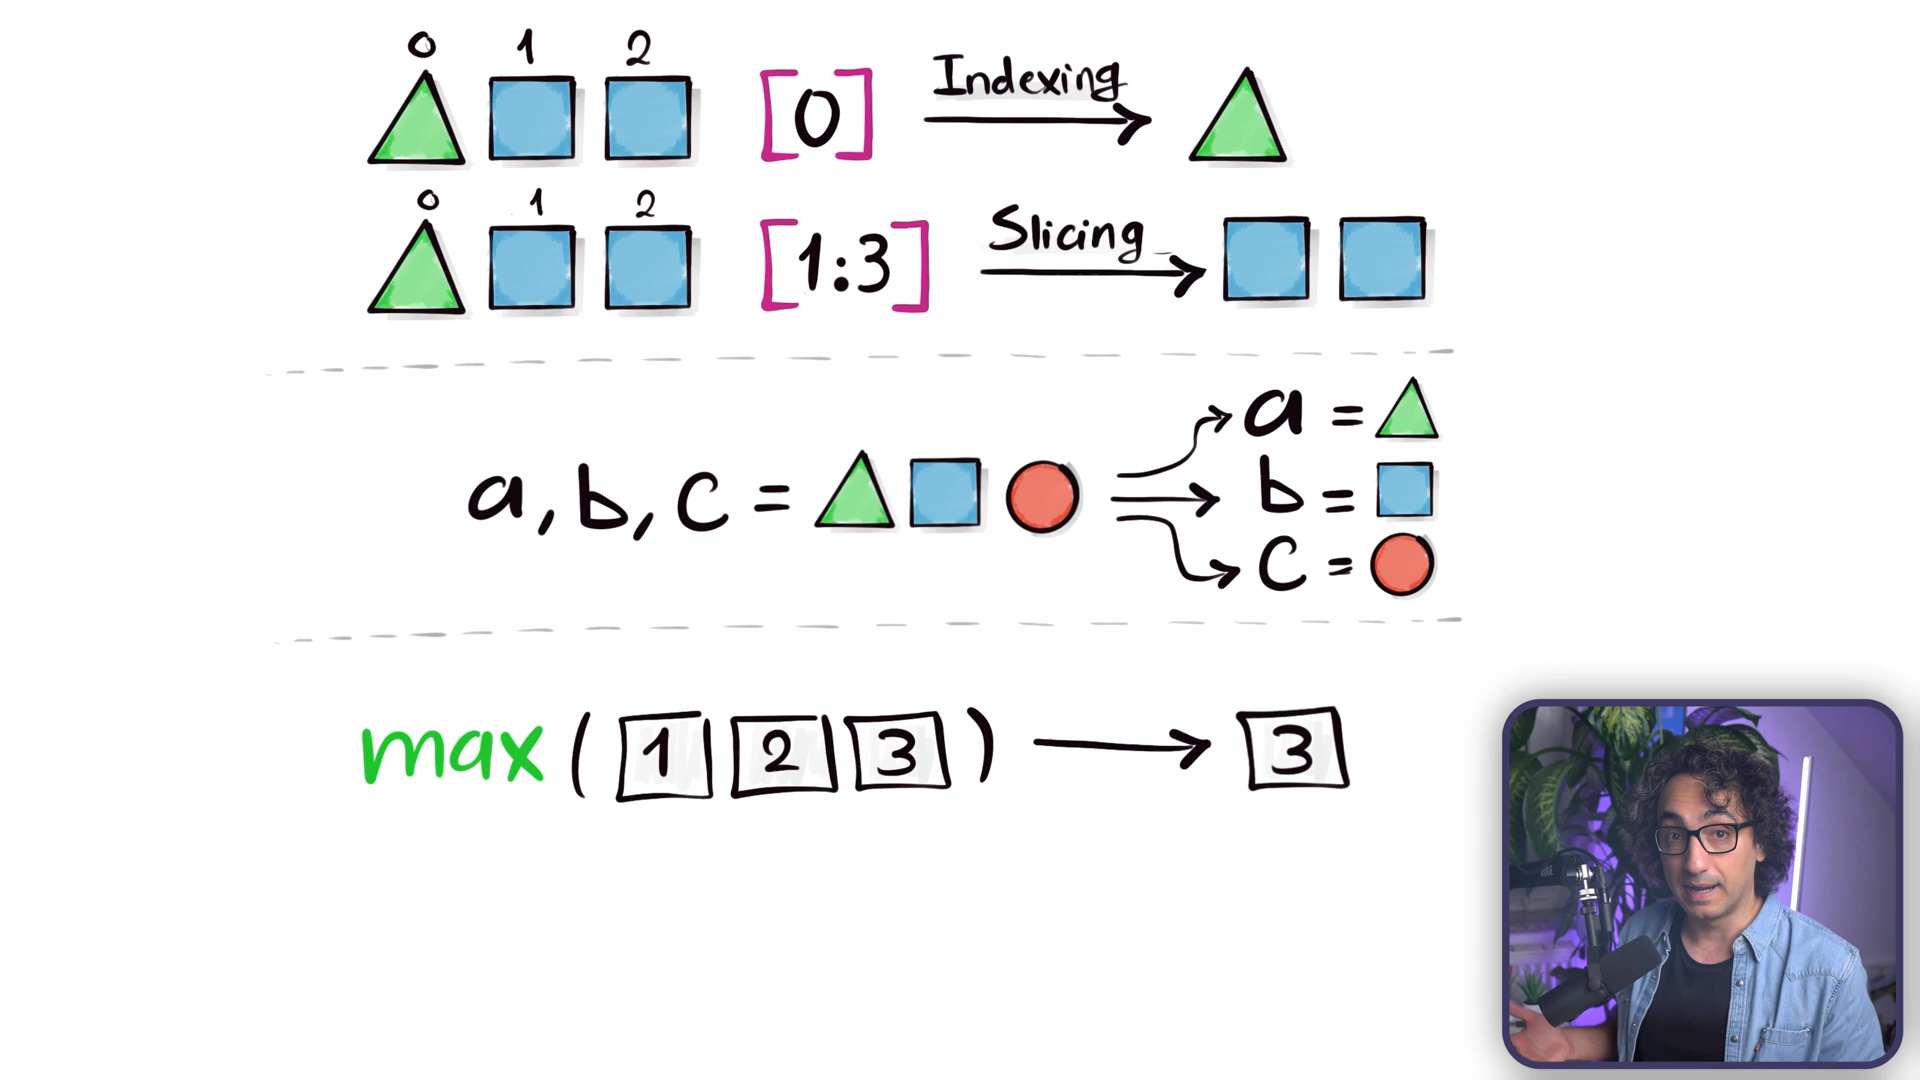 0 1 2
[0] Indexing
0 1 2
[1:3] Slicing
a =
a, b, c = b =
c =
max ( 1 2 3 ) 3